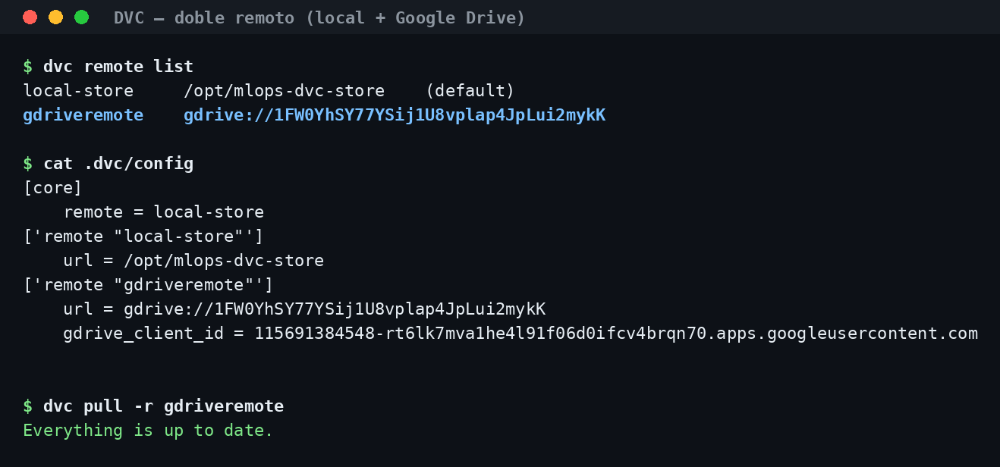 DVC — doble remoto (local + Google Drive)
$ dvc remote list
local-store     /opt/mlops-dvc-store    (default)
gdriveremote    gdrive://1FW0YhSY77YSij1U8vplap4JpLui2mykK
$ cat .dvc/config
[core]
    remote = local-store
['remote "local-store"']
    url = /opt/mlops-dvc-store
['remote "gdriveremote"']
    url = gdrive://1FW0YhSY77YSij1U8vplap4JpLui2mykK
    gdrive_client_id = 115691384548-rt6lk7mva1he4l91f06d0ifcv4brqn70.apps.googleusercontent.com
$ dvc pull -r gdriveremote
Everything is up to date.